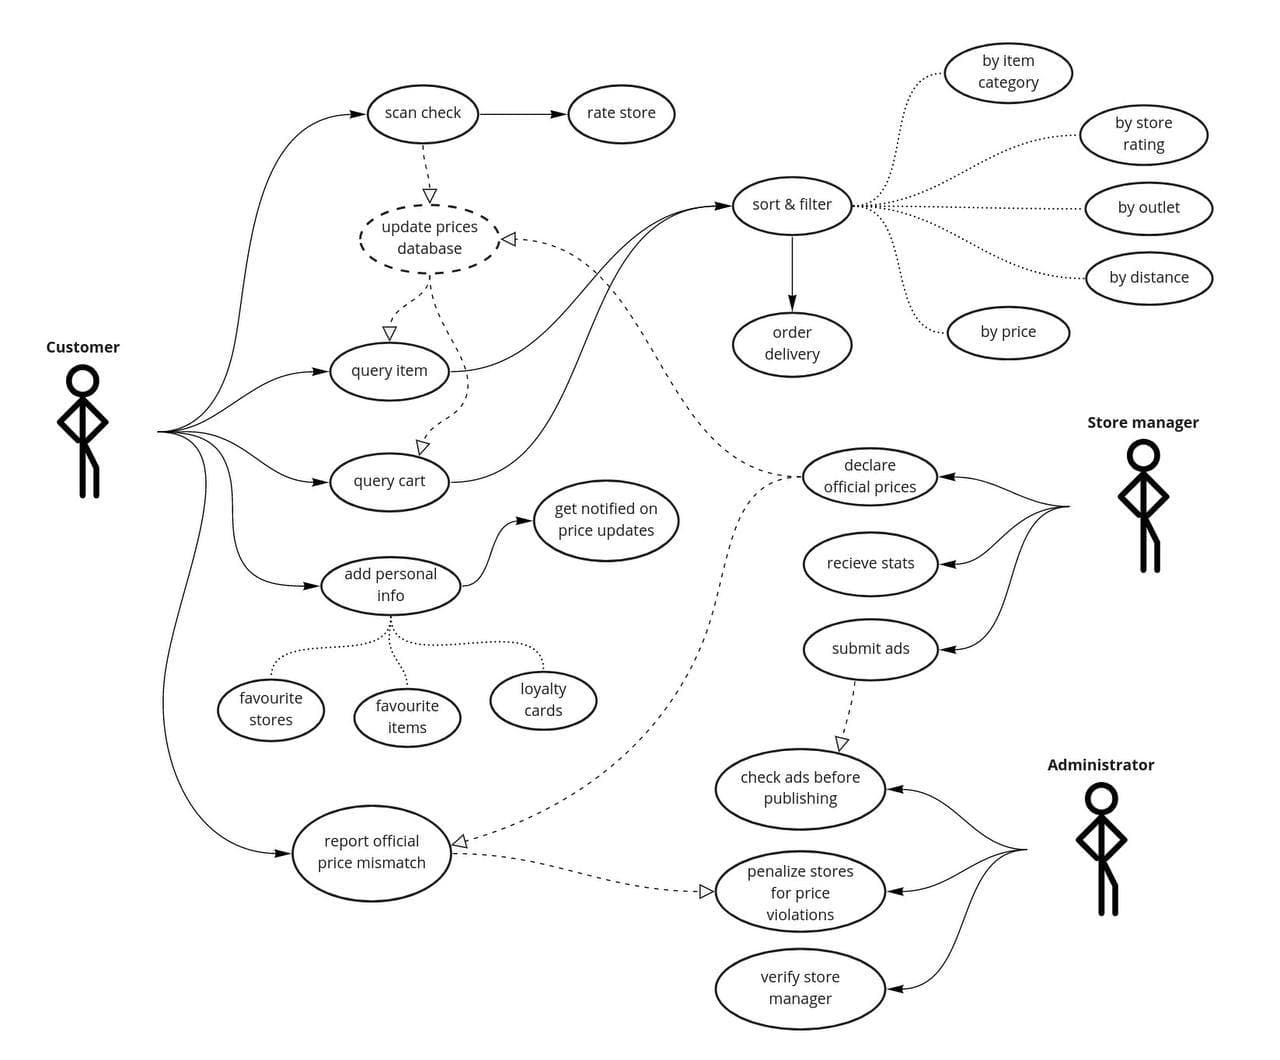 by item
category
scan check
rate store
by store
rating
sort & filter
by outlet
update prices
database
by distance
order
delivery
by price
Customer
query item
Store manager
query cart
declare
official prices
get notified on
price updates
recieve stats
add personal
info
submit ads
favourite
stores
favourite
items
loyalty
cards
Administrator
check ads before
publishing
report official
price mismatch
penalize stores
for price
violations
verify store
manager